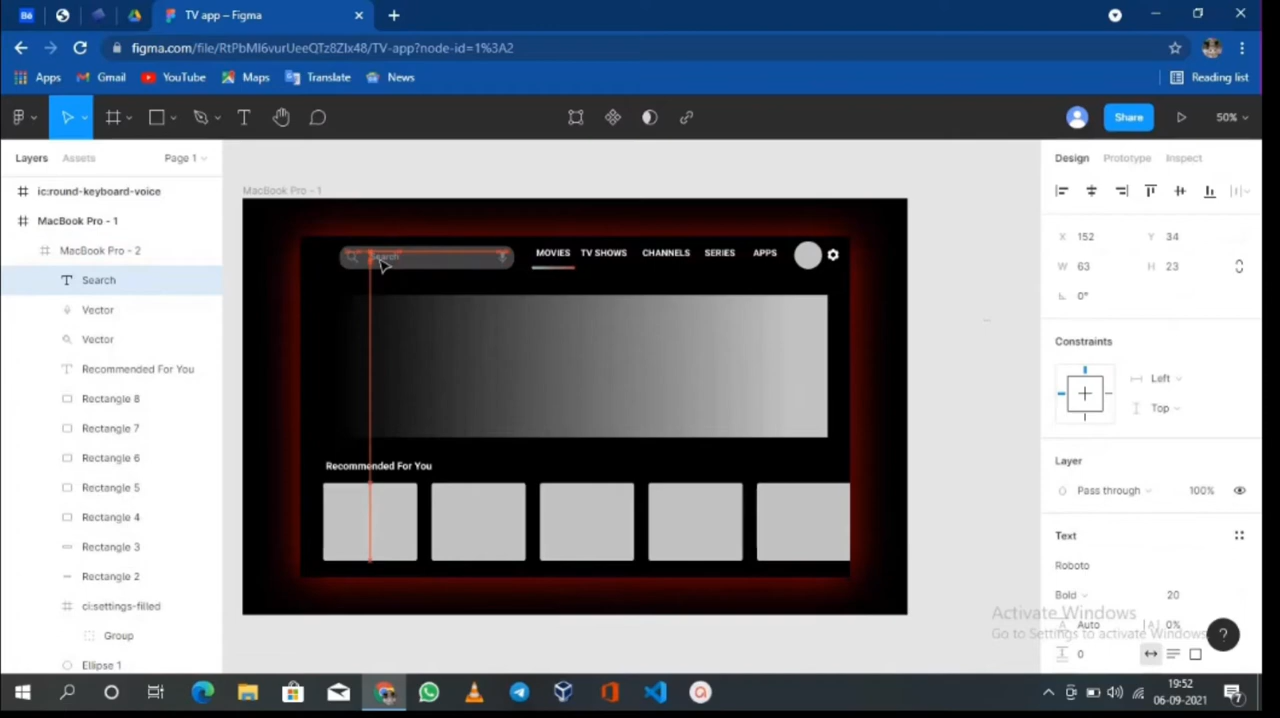 Bē
TV app – Figma
figma.com/file/RtPbMl6vurUeeQTz8ZIx48/TV-app?node-id=1%3A2
Apps Gmail YouTube Maps Translate News Reading list
T Share 50%
Layers Assets Page 1
Design Prototype Inspect
ic:round-keyboard-voice
MacBook Pro - 1
MacBook Pro - 2
Search
Vector
Vector
Recommended For You
Rectangle 8
Rectangle 7
Rectangle 6
Rectangle 5
Rectangle 4
Rectangle 3
Rectangle 2
ci:settings-filled
Group
Ellipse 1
MacBook Pro - 1
Search MOVIES TV SHOWS CHANNELS SERIES APPS
Recommended For You
X 152 Y 34
W 63 H 23
0°
Constraints
Left
Top
Layer
Pass through 100%
Text
Roboto
Bold 20
A Auto |A| 0%
0
Activate Windows
Go to Settings to activate Windows.
?
19:52
06-09-2021
7